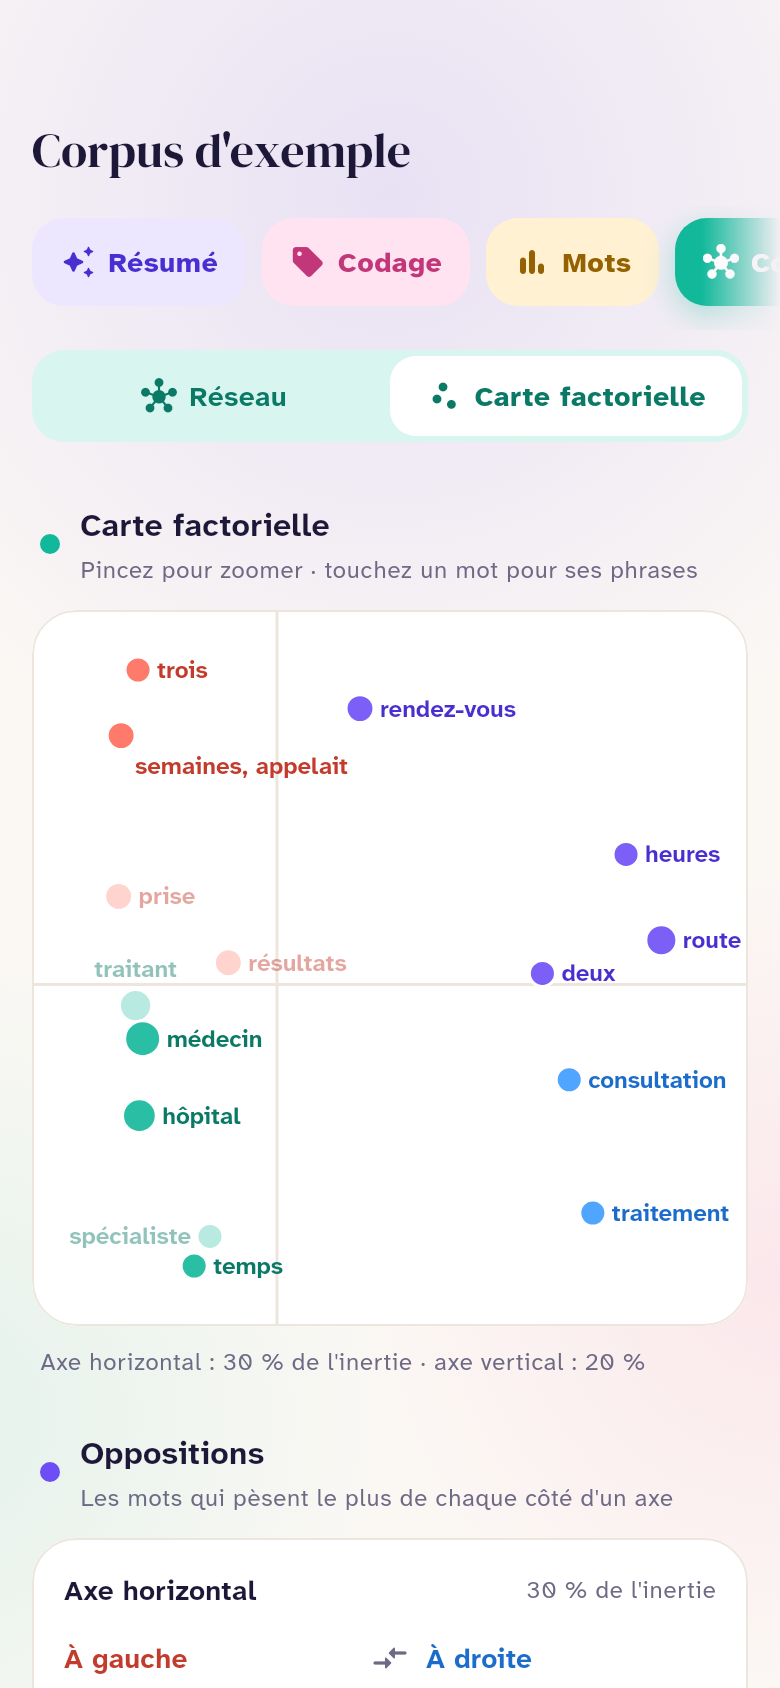 Corpus d'exemple
Résumé
Codage
Mots
Réseau
Carte factorielle
Carte factorielle
Pincez pour zoomer · touchez un mot pour ses phrases
trois
rendez-vous
semaines, appelait
heures
prise
route
traitant
résultats
deux
médecin
consultation
hôpital
traitement
spécialiste
temps
Axe horizontal : 30 % de l'inertie · axe vertical : 20 %
Oppositions
Les mots qui pèsent le plus de chaque côté d'un axe
Axe horizontal
30 % de l'inertie
À gauche
À droite